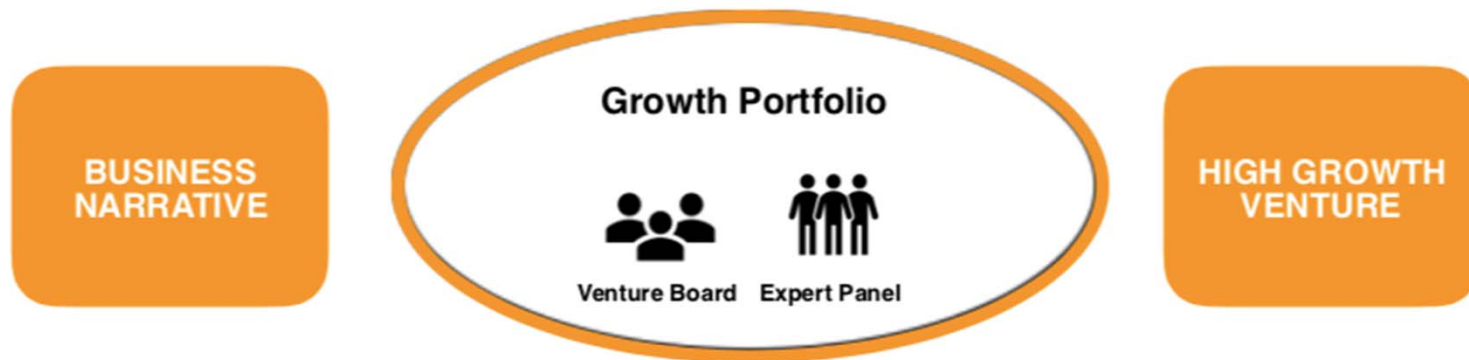 BUSINESS
NARRATIVE
Growth Portfolio
Venture Board
Expert Panel
HIGH GROWTH
VENTURE